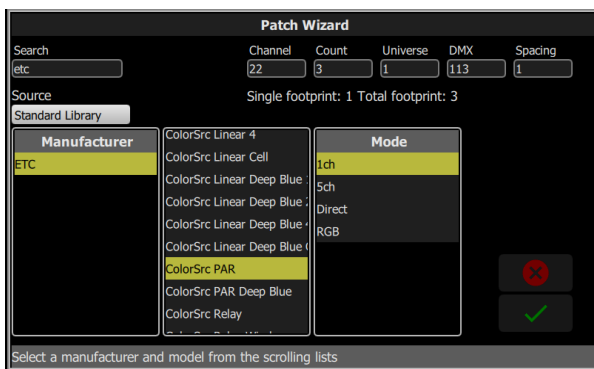 Patch Wizard
Search Channel Count Universe DMX Spacing
etc 22 3 1 113 1
Source Single footprint: 1 Total footprint: 3
Standard Library
Manufacturer
ETC
ColorSrc Linear 4
ColorSrc Linear Cell
ColorSrc Linear Deep Blue
ColorSrc Linear Deep Blue
ColorSrc Linear Deep Blue
ColorSrc Linear Deep Blue
ColorSrc PAR
ColorSrc PAR Deep Blue
ColorSrc Relay
Mode
1ch
5ch
Direct
RGB
Select a manufacturer and model from the scrolling lists